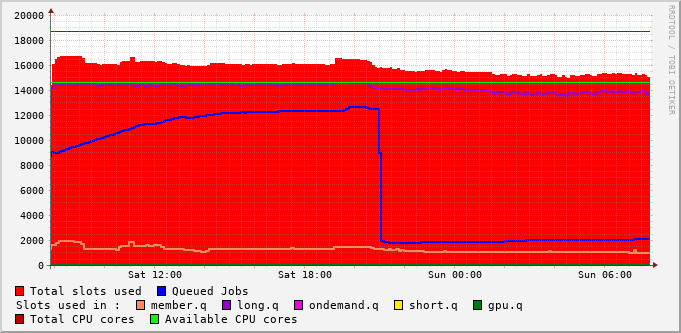 RRDTOOL / TOBI OETIKER
20000
18000
16000
14000
12000
10000
8000
6000
4000
2000
0
Sat 12:00 Sat 18:00 Sun 00:00 Sun 06:00
Total slots used Queued Jobs
Slots used in : member.q long.q ondemand.q short.q gpu.q
Total CPU cores Available CPU cores